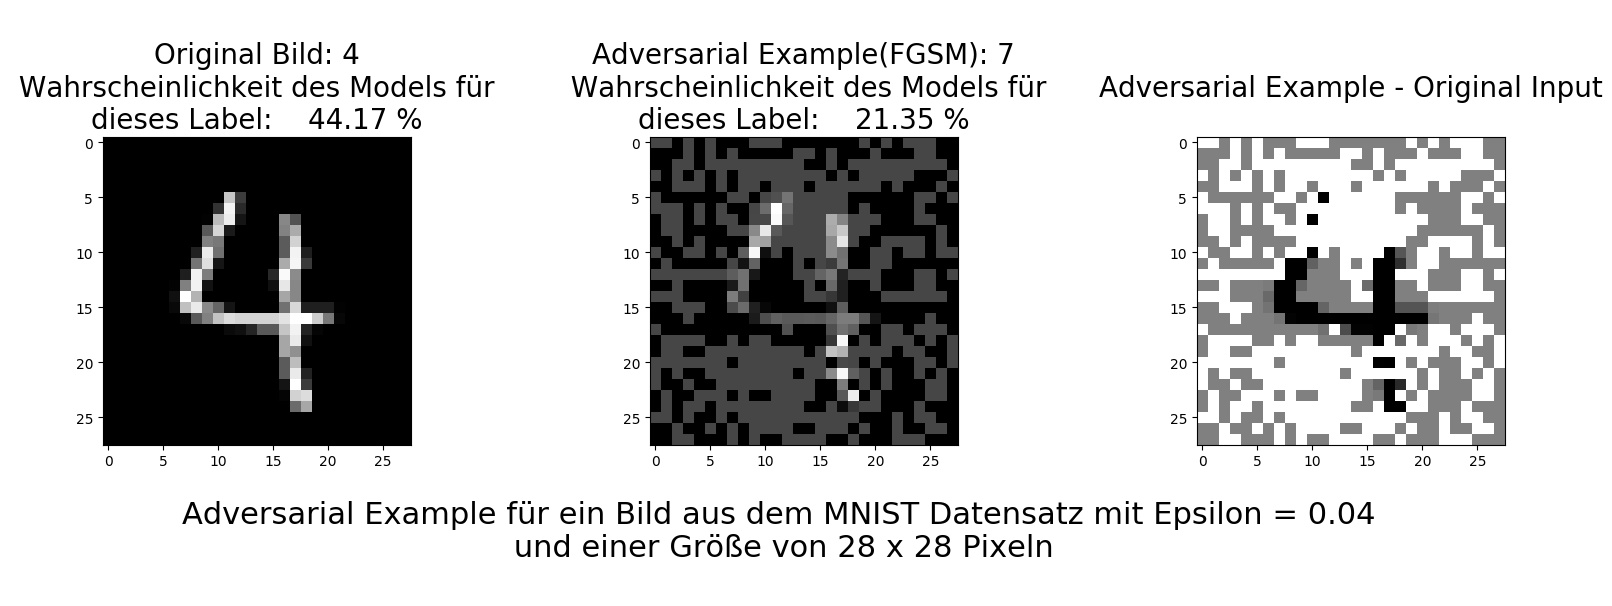 Original Bild: 4
Wahrscheinlichkeit des Models für
dieses Label: 44.17 %
Adversarial Example(FGSM): 7
Wahrscheinlichkeit des Models für
dieses Label: 21.35 %
Adversarial Example - Original Input
0
5
10
15
20
25
0 5 10 15 20 25
0
5
10
15
20
25
0 5 10 15 20 25
0
5
10
15
20
25
0 5 10 15 20 25
4
4
Adversarial Example für ein Bild aus dem MNIST Datensatz mit Epsilon = 0.04
und einer Größe von 28 x 28 Pixeln